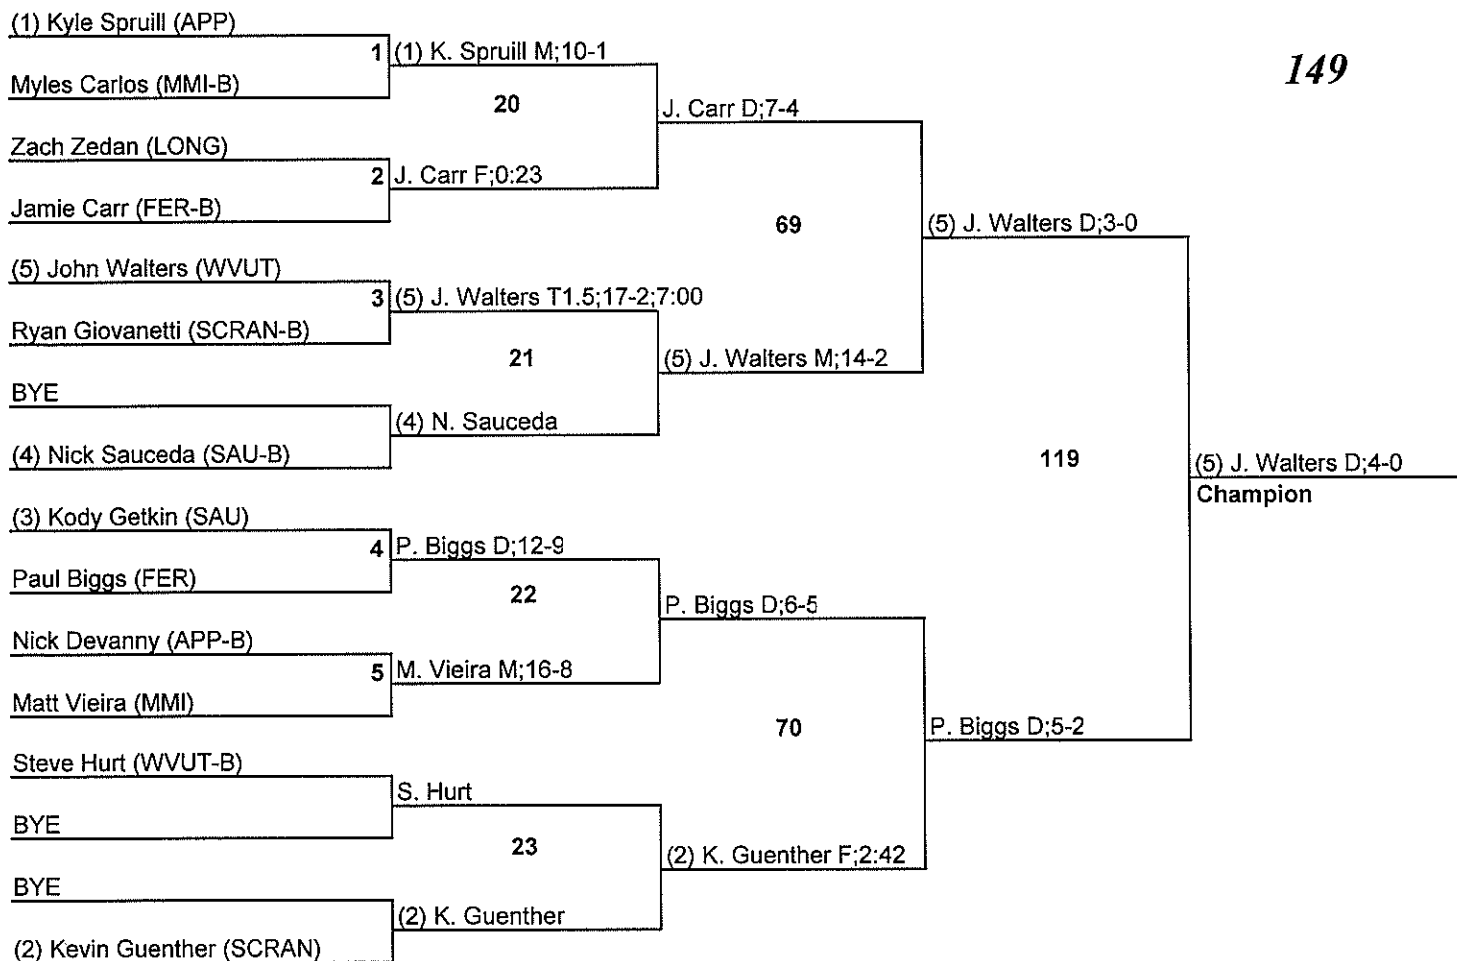 (1) Kyle Spruill (APP)
1 (1) K. Spruill M;10-1
149
Myles Carlos (MMI-B)
20
J. Carr D;7-4
Zach Zedan (LONG)
2 J. Carr F;0:23
Jamie Carr (FER-B)
69
(5) J. Walters D;3-0
(5) John Walters (WVUT)
3 (5) J. Walters T1.5;17-2;7:00
Ryan Giovanetti (SCRAN-B)
21
(5) J. Walters M;14-2
BYE
(4) N. Sauceda
(4) Nick Sauceda (SAU-B)
119
(5) J. Walters D;4-0
Champion
(3) Kody Getkin (SAU)
4 P. Biggs D;12-9
Paul Biggs (FER)
22
P. Biggs D;6-5
Nick Devanny (APP-B)
5 M. Vieira M;16-8
Matt Vieira (MMI)
70
P. Biggs D;5-2
Steve Hurt (WVUT-B)
S. Hurt
BYE
23
(2) K. Guenther F;2:42
BYE
(2) K. Guenther
(2) Kevin Guenther (SCRAN)